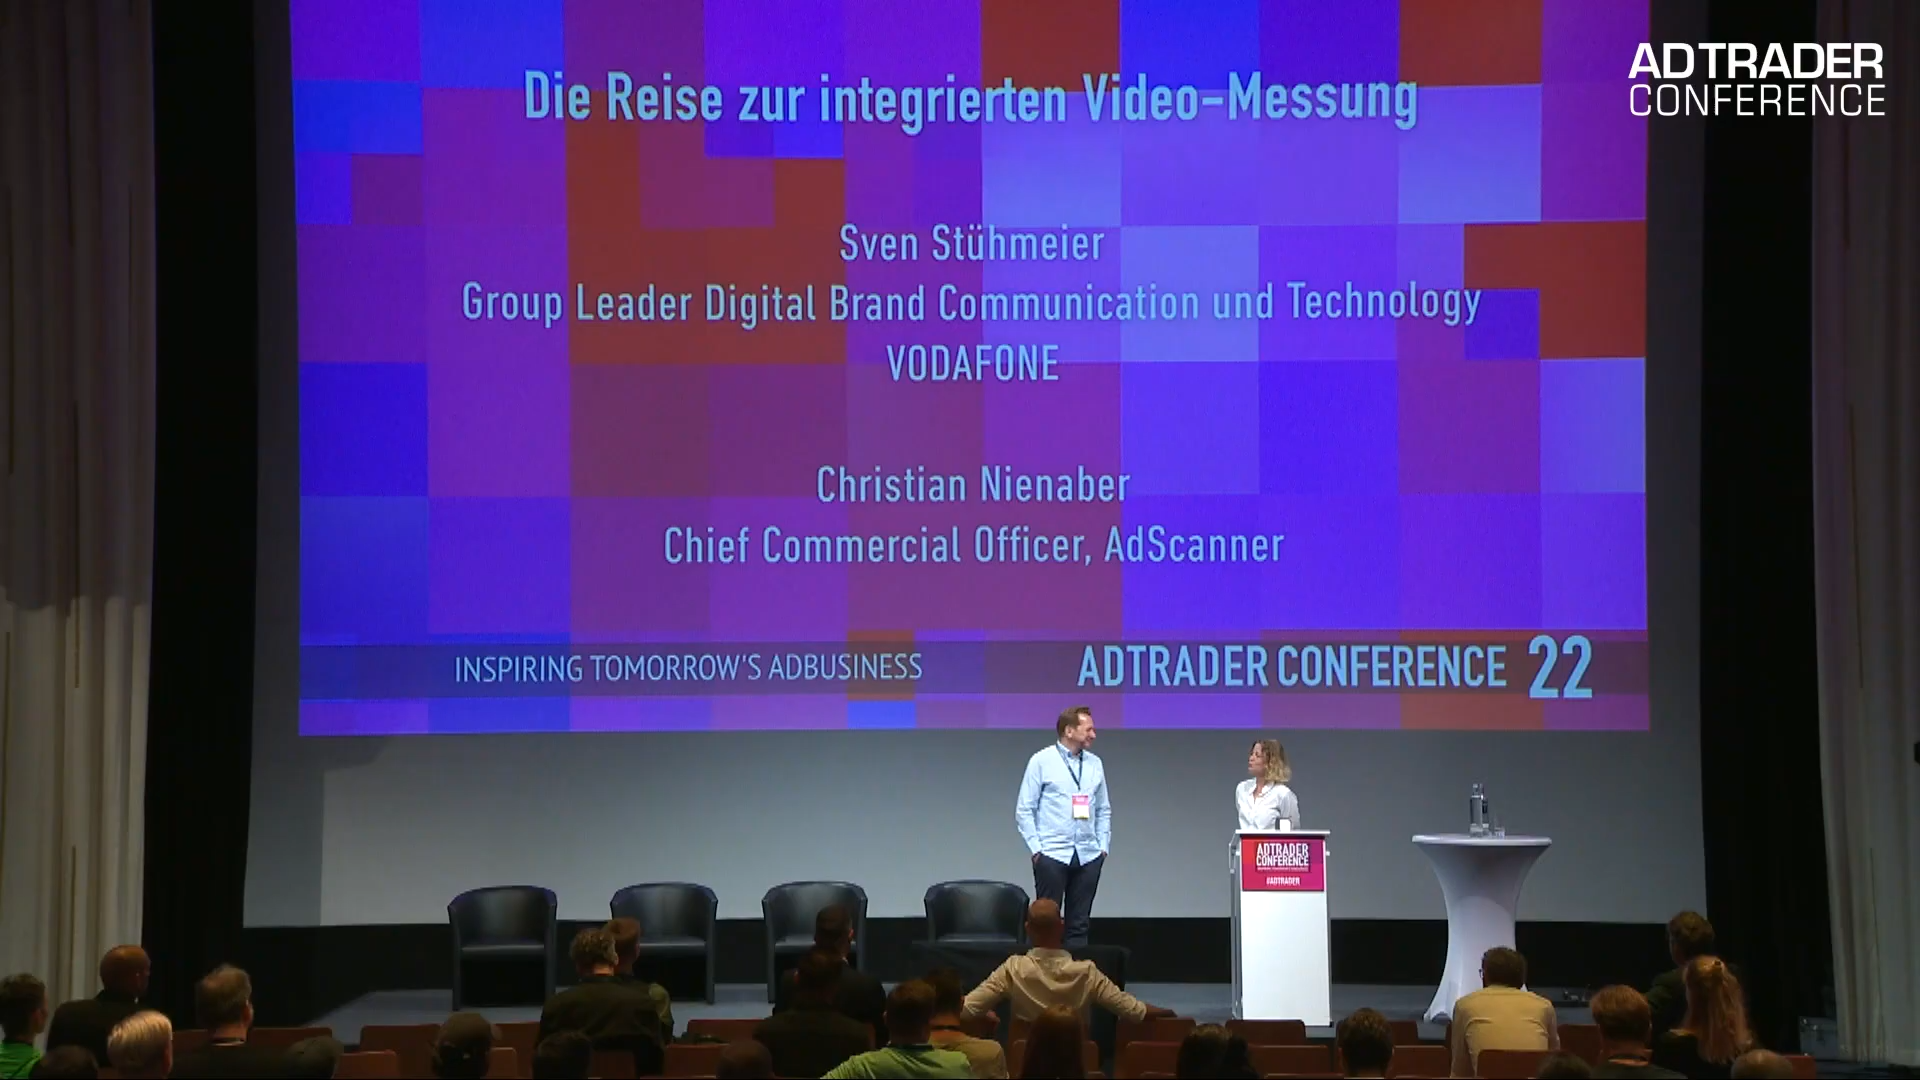 ADTRADER
CONFERENCE
Die Reise zur integrierten Video-Messung
Sven Stühmeier
Group Leader Digital Brand Communication und Technology
VODAFONE
Christian Nienaber
Chief Commercial Officer, AdScanner
INSPIRING TOMORROW'S ADBUSINESS
ADTRADER CONFERENCE 22
ADTRADER
CONFERENCE
#ADTRADER